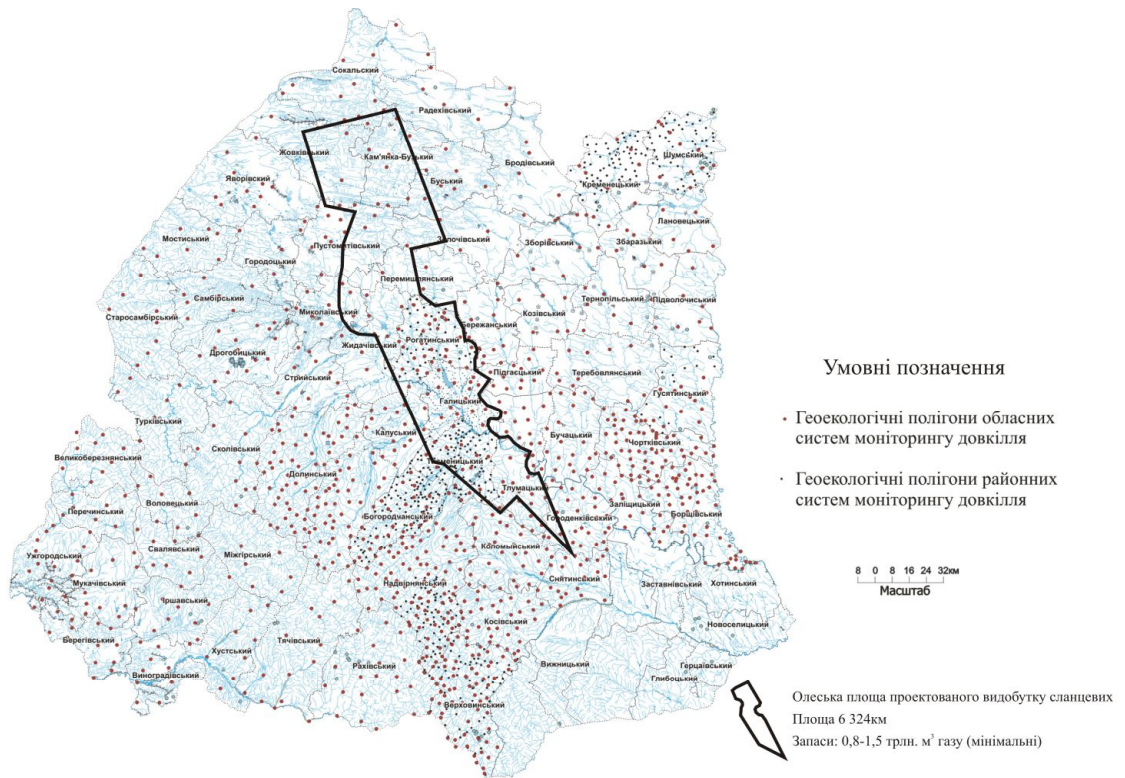 Сокальский
Радехівський
Жовківський
Кам'янка-Бузький
Шумський
Бродівський
Кременецький
Буський
Яворівский
Лановецький
Мостиський
Пустомитівський
Золочівський
Зборівський
Збаразький
Городоцький
Перемишлянський
Самбірський
Тернопільський
Підволочиський
Старосамбірський
Миколаївський
Козівський
Бережанський
Жидачівський
Рогатинський
Дрогобицький
Підгаєцький
Теребовлянський
Стрийський
Гусятинський
Галицький
Турківський
Калуський
Бучацький
Чортківський
Сколівський
Великоберезнянський
Долинський
Тлумацький
Воловецький
Заліщицький
Перечинський
Богородчанський
Городенківський
Борщівський
Свалявський
Міжгірський
Коломыйський
Ужгородський
Мукачівський
Надвірнянський
Снятинський
Заставнівський
Хотинський
Іршавський
Косівський
Новоселицький
Берегівський
Тячівський
Хустський
Рахівський
Вижницький
Герцаївський
Виноградівський
Глибоцький
Верховинський
Умовні позначення
Геоекологічні полігони обласних
систем моніторингу довкілля
Геоекологічні полігони районних
систем моніторингу довкілля
8 0 8 16 24 32км
Масштаб
Олеська площа проектованого видобутку сланцевих
Площа 6 324км
Запаси: 0,8-1,5 трлн. м³ газу (мінімальні)